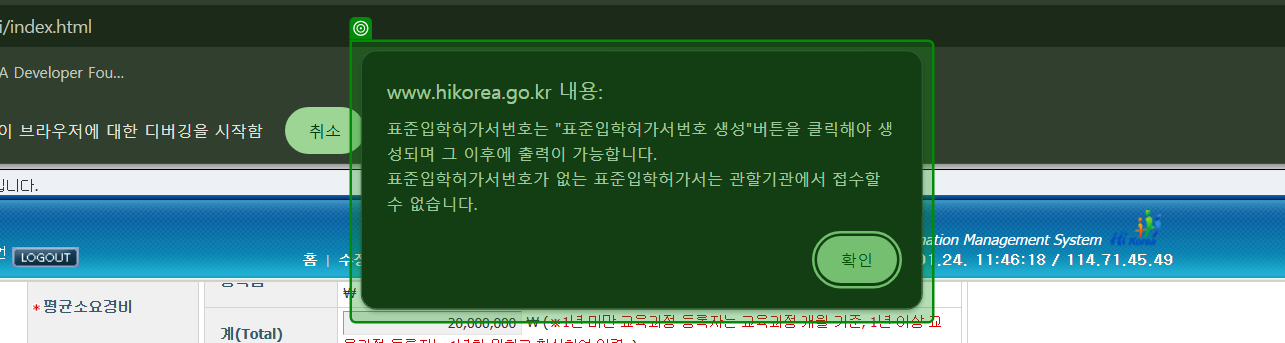 i/index.html
A Developer Fou...
이 브라우저에 대한 디버깅을 시작함
취소
www.hikorea.go.kr 내용:
표준입학허가서번호는 "표준입학허가서번호 생성"버튼을 클릭해야 생
성되며 그 이후에 출력이 가능합니다.
표준입학허가서번호가 없는 표준입학허가서는 관할기관에서 접수할
수 없습니다.
확인
입니다.
LOGOUT
홈 | 수정
mation Management System
Hi Korea
01.24. 11:46:18 / 114.71.45.49
*평균소요경비
₩
계(Total)
20,000,000 ₩ (※1년 미만 교육과정 등록자는 교육과정 개월 기준, 1년 이상 교